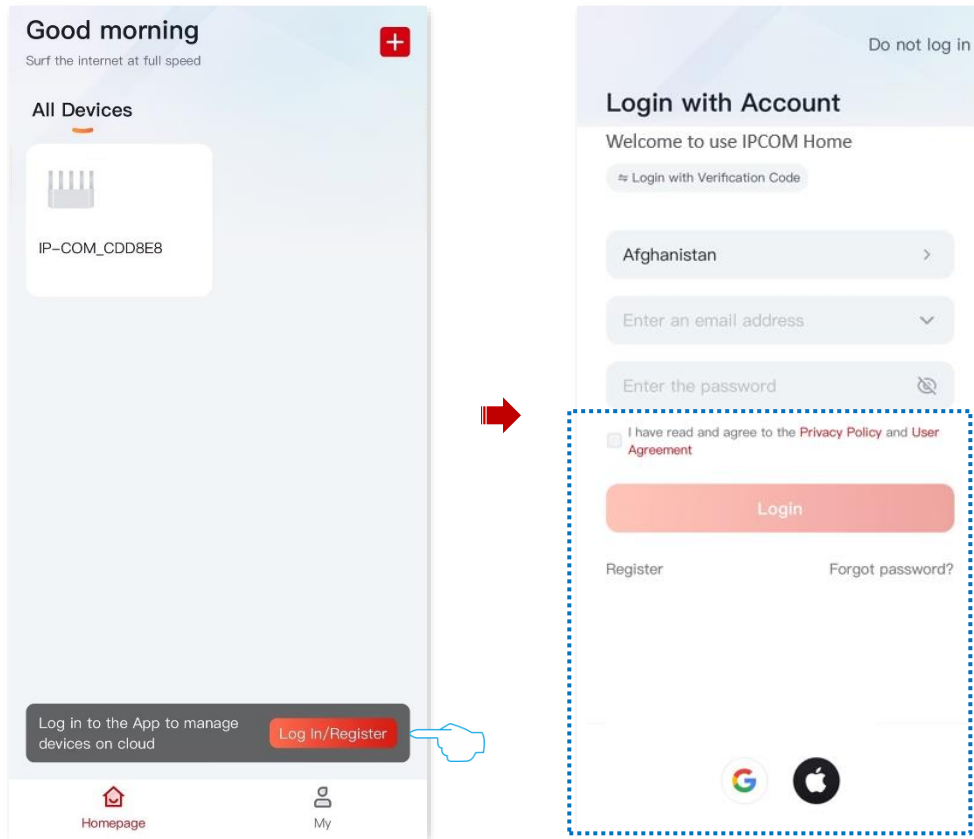 Good morning
Surf the internet at full speed
All Devices
IP-COM_CDD8E8
Log in to the App to manage
devices on cloud
Log In/Register
Homepage
My
Do not log in
Login with Account
Welcome to use IPCOM Home
⇋ Login with Verification Code
Afghanistan
Enter an email address
Enter the password
I have read and agree to the Privacy Policy and User
Agreement
Login
Register
Forgot password?